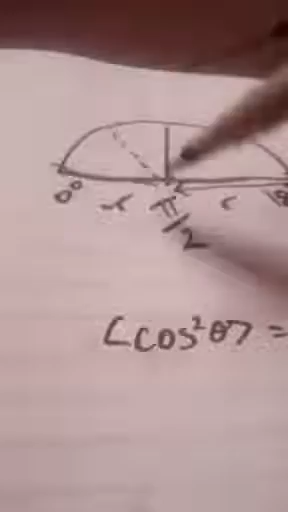 0° r π/2 r
<cos²θ> =